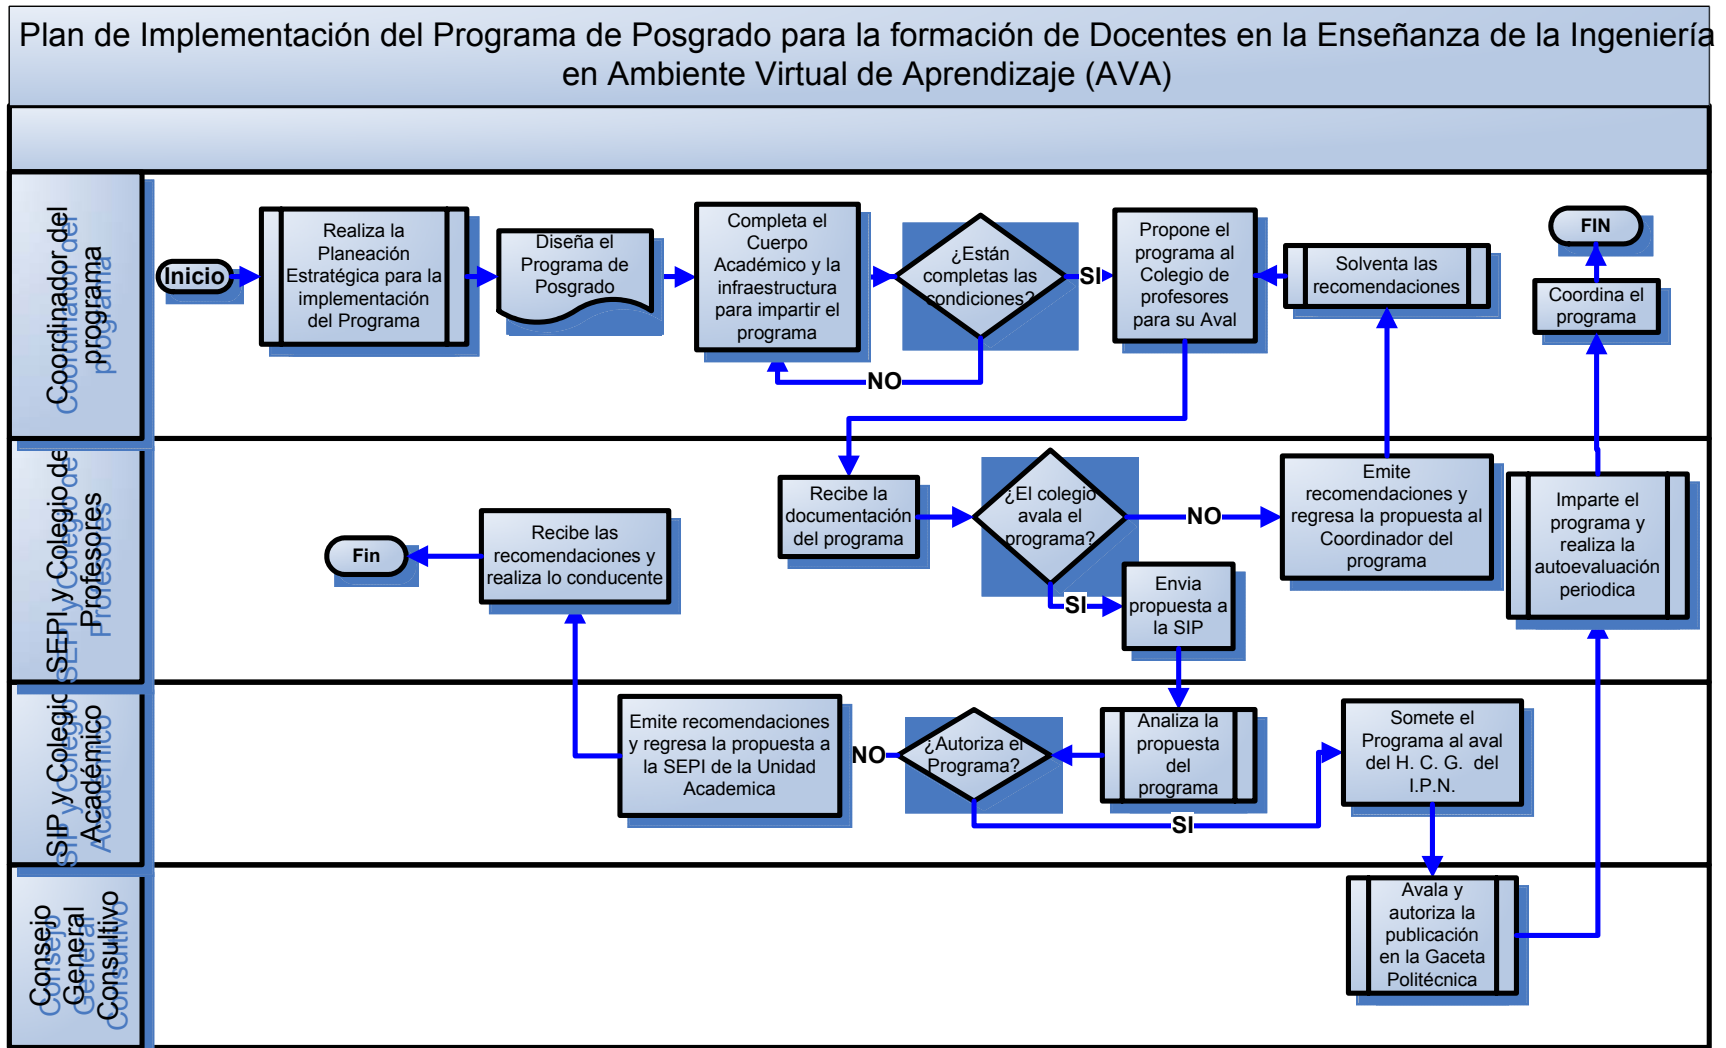 Plan de Implementación del Programa de Posgrado para la formación de Docentes en la Enseñanza de la Ingeniería
en Ambiente Virtual de Aprendizaje (AVA)
Coordinador del
programa
Inicio
Realiza la
Planeación
Estratégica para la
implementación
del Programa
Diseña el
Programa de
Posgrado
Completa el
Cuerpo
Académico y la
infraestructura
para impartir el
programa
¿Están
completas las
condiciones?
SI
NO
Propone el
programa al
Colegio de
profesores
para su Aval
Solventa las
recomendaciones
FIN
Coordina el
programa
SEPI y Colegio de
Profesores
Fin
Recibe las
recomendaciones y
realiza lo conducente
Recibe la
documentación
del programa
¿El colegio
avala el
programa?
NO
SI
Envia
propuesta a
la SIP
Emite
recomendaciones y
regresa la propuesta al
Coordinador del
programa
Imparte el
programa y
realiza la
autoevaluación
periodica
SIP y Colegio
Académico
Emite recomendaciones
y regresa la propuesta a
la SEPI de la Unidad
Academica
NO
¿Autoriza el
Programa?
SI
Analiza la
propuesta
del
programa
Somete el
Programa al aval
del H. C. G.  del
I.P.N.
Consejo
General
Consultivo
Avala y
autoriza la
publicación
en la Gaceta
Politécnica